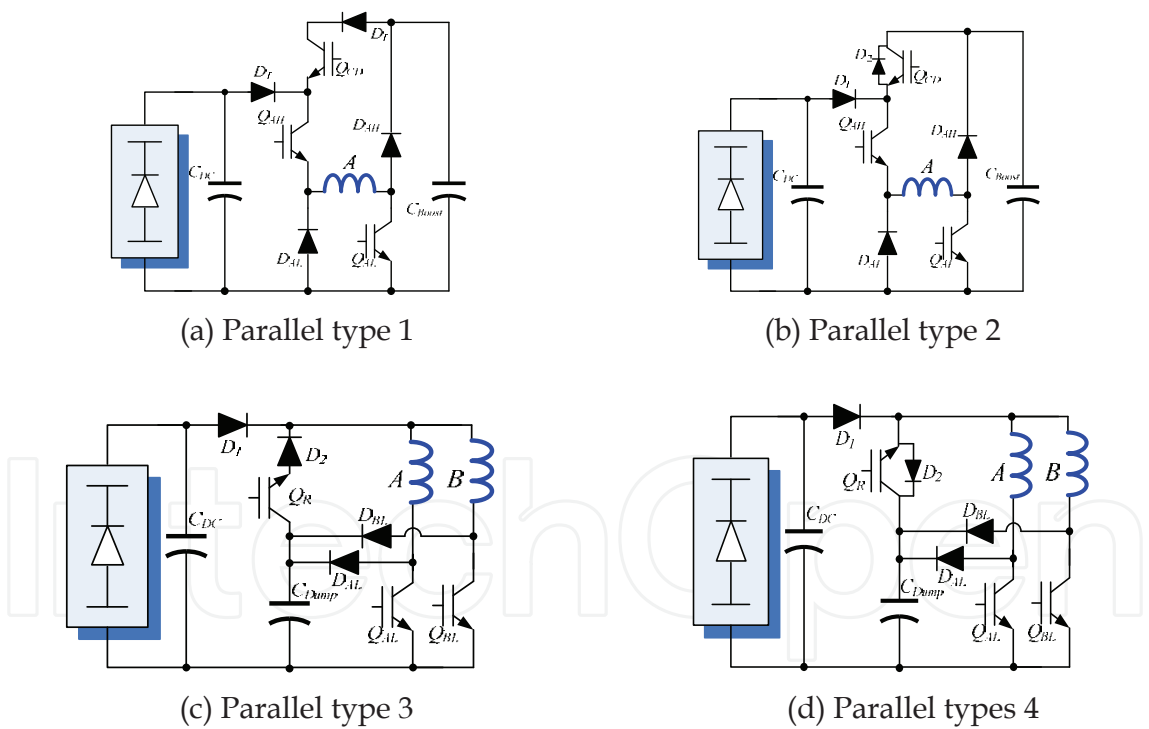 D1
QCD
D1
QAH
DAH
CDC
A
CBoost
DAL
QAL
(a) Parallel type 1
D2
QCD
D1
QAH
DAH
CDC
A
CBoost
QAL
(b) Parallel type 2
D1
D2
A
B
QR
DBL
CDC
DAL
CDump
QAL
QBL
(c) Parallel type 3
D1
QR
D2
A
B
DBL
CDC
DAL
CDump
QAL
QBL
(d) Parallel types 4
IntechOpen